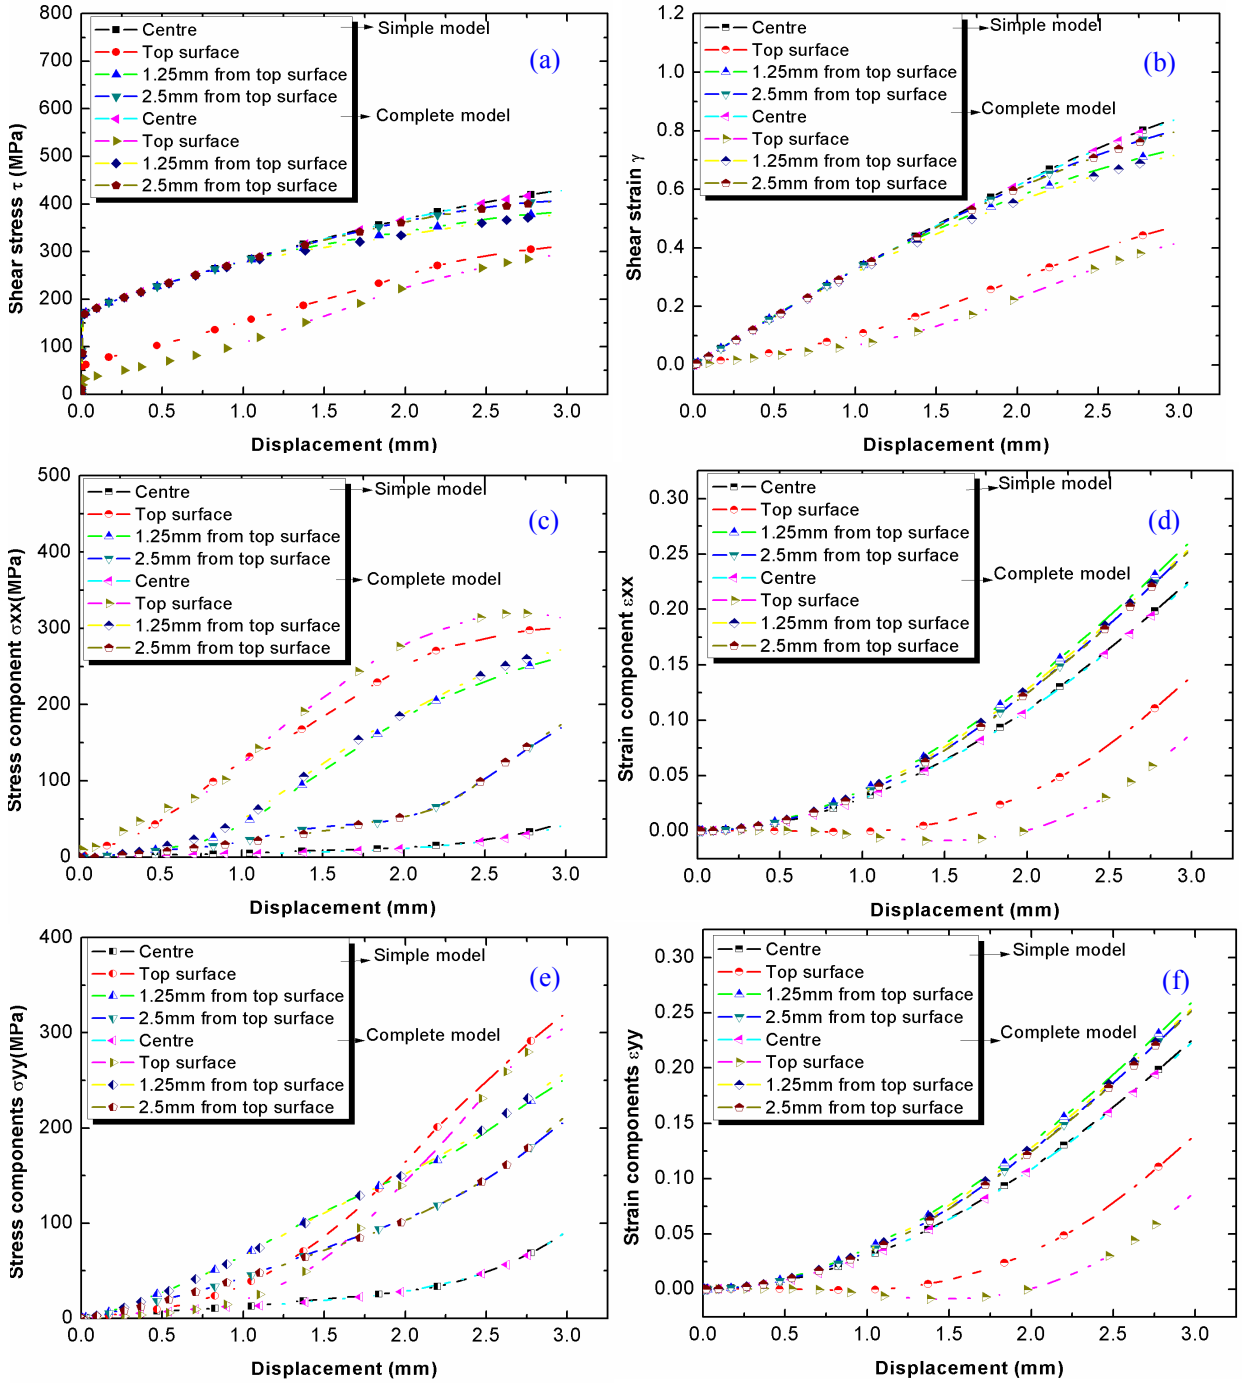 Centre
Top surface
1.25mm from top surface
2.5mm from top surface
Centre
Top surface
1.25mm from top surface
2.5mm from top surface
Simple model
Complete model
(a)
800
700
600
500
400
300
200
100
0
Shear stress τ (MPa)
0.0 0.5 1.0 1.5 2.0 2.5 3.0
Displacement (mm)
Centre
Top surface
1.25mm from top surface
2.5mm from top surface
Centre
Top surface
1.25mm from top surface
2.5mm from top surface
Simple model
Complete model
(b)
1.2
1.0
0.8
0.6
0.4
0.2
0.0
Shear strain γ
0.0 0.5 1.0 1.5 2.0 2.5 3.0
Displacement (mm)
Centre
Top surface
1.25mm from top surface
2.5mm from top surface
Centre
Top surface
1.25mm from top surface
2.5mm from top surface
Simple model
Complete model
(c)
500
400
300
200
100
0
Stress component σxx(MPa)
0.0 0.5 1.0 1.5 2.0 2.5 3.0
Displacement (mm)
Centre
Top surface
1.25mm from top surface
2.5mm from top surface
Centre
Top surface
1.25mm from top surface
2.5mm from top surface
Simple model
Complete model
(d)
0.30
0.25
0.20
0.15
0.10
0.05
0.00
Strain component εxx
0.0 0.5 1.0 1.5 2.0 2.5 3.0
Displacement (mm)
Centre
Top surface
1.25mm from top surface
2.5mm from top surface
Centre
Top surface
1.25mm from top surface
2.5mm from top surface
Simple model
Complete model
(e)
400
300
200
100
0
Stress components σyy(MPa)
0.0 0.5 1.0 1.5 2.0 2.5 3.0
Displacement (mm)
Centre
Top surface
1.25mm from top surface
2.5mm from top surface
Centre
Top surface
1.25mm from top surface
2.5mm from top surface
Simple model
Complete model
(f)
0.30
0.25
0.20
0.15
0.10
0.05
0.00
Strain components εyy
0.0 0.5 1.0 1.5 2.0 2.5 3.0
Displacement (mm)